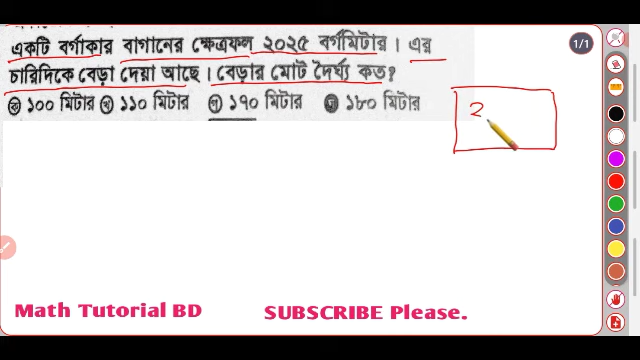 একটি বর্গাকার বাগানের ক্ষেত্রফল ২০২৫ বর্গমিটার। এর
চারিদিকে বেড়া দেয়া আছে। বেড়ার মোট দৈর্ঘ্য কত?
ক ১০০ মিটার খ ১১০ মিটার গ ১৭০ মিটার ঘ ১৮০ মিটার
1/1
2
Math Tutorial BD SUBSCRIBE Please.